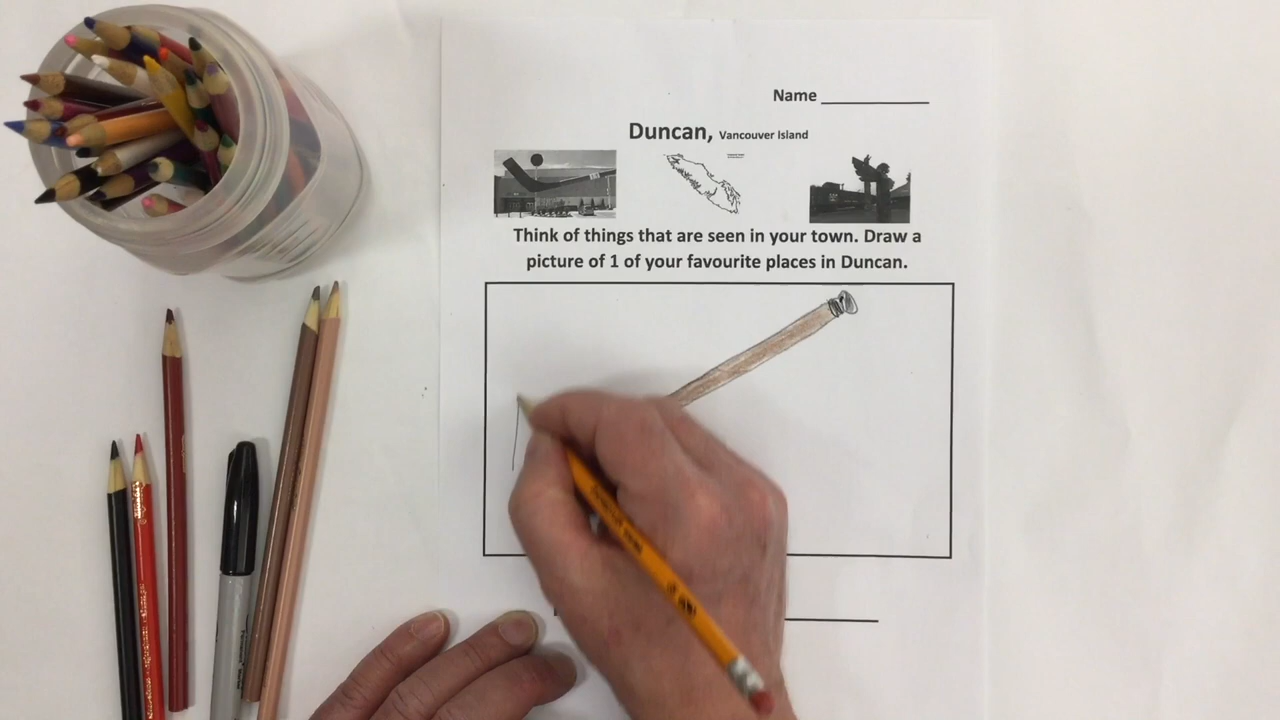 Name ___________
Duncan, Vancouver Island
Think of things that are seen in your town. Draw a
picture of 1 of your favourite places in Duncan.